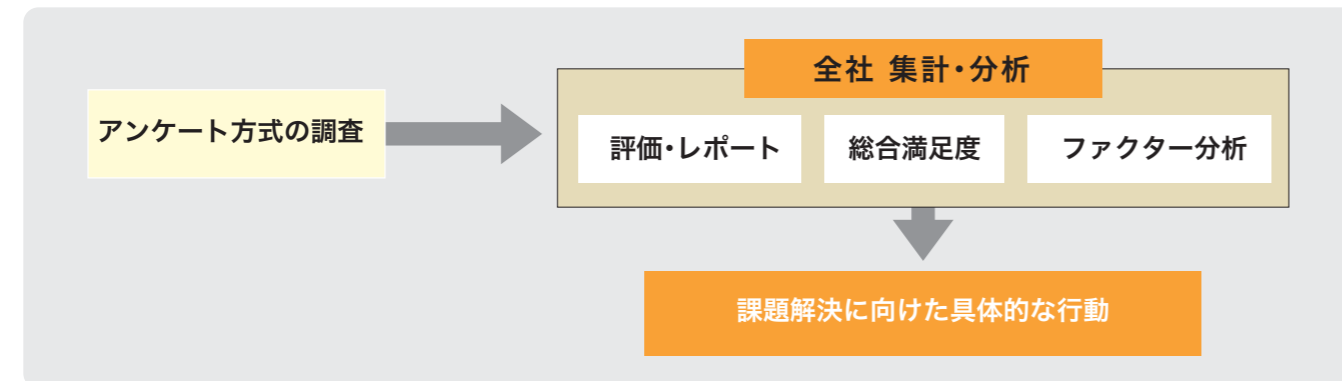 全社 集計・分析
アンケート方式の調査
評価・レポート
総合満足度
ファクター分析
課題解決に向けた具体的な行動